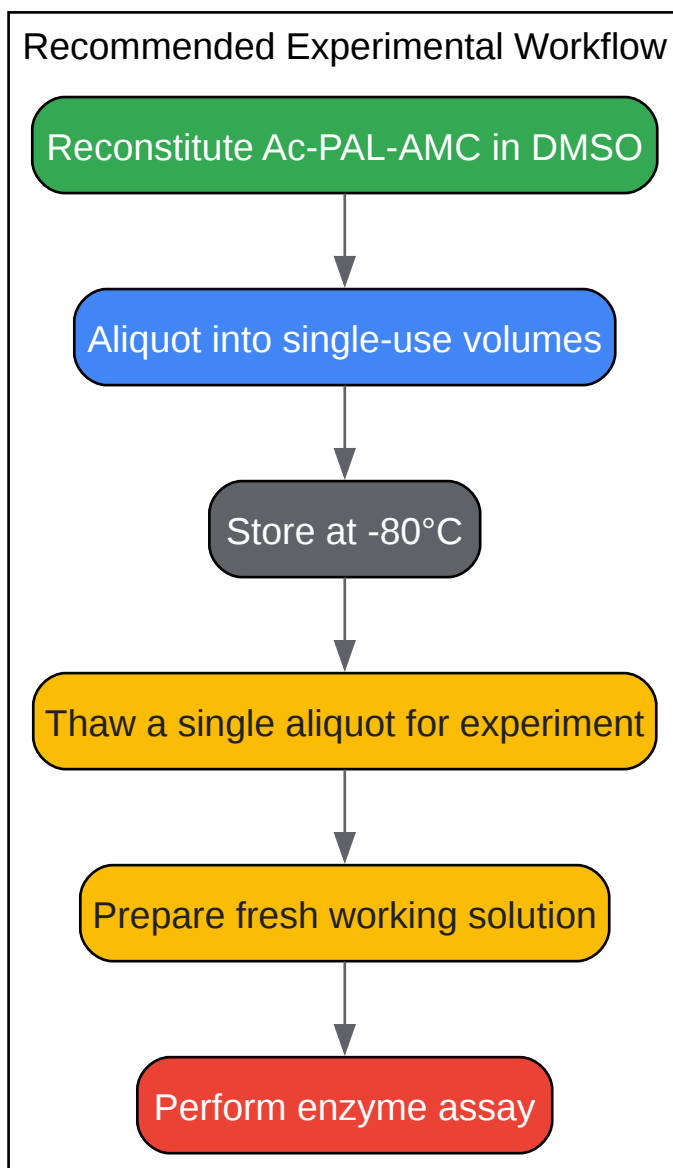 Recommended Experimental Workflow
Reconstitute Ac-PAL-AMC in DMSO
Aliquot into single-use volumes
Store at -80°C
Thaw a single aliquot for experiment
Prepare fresh working solution
Perform enzyme assay